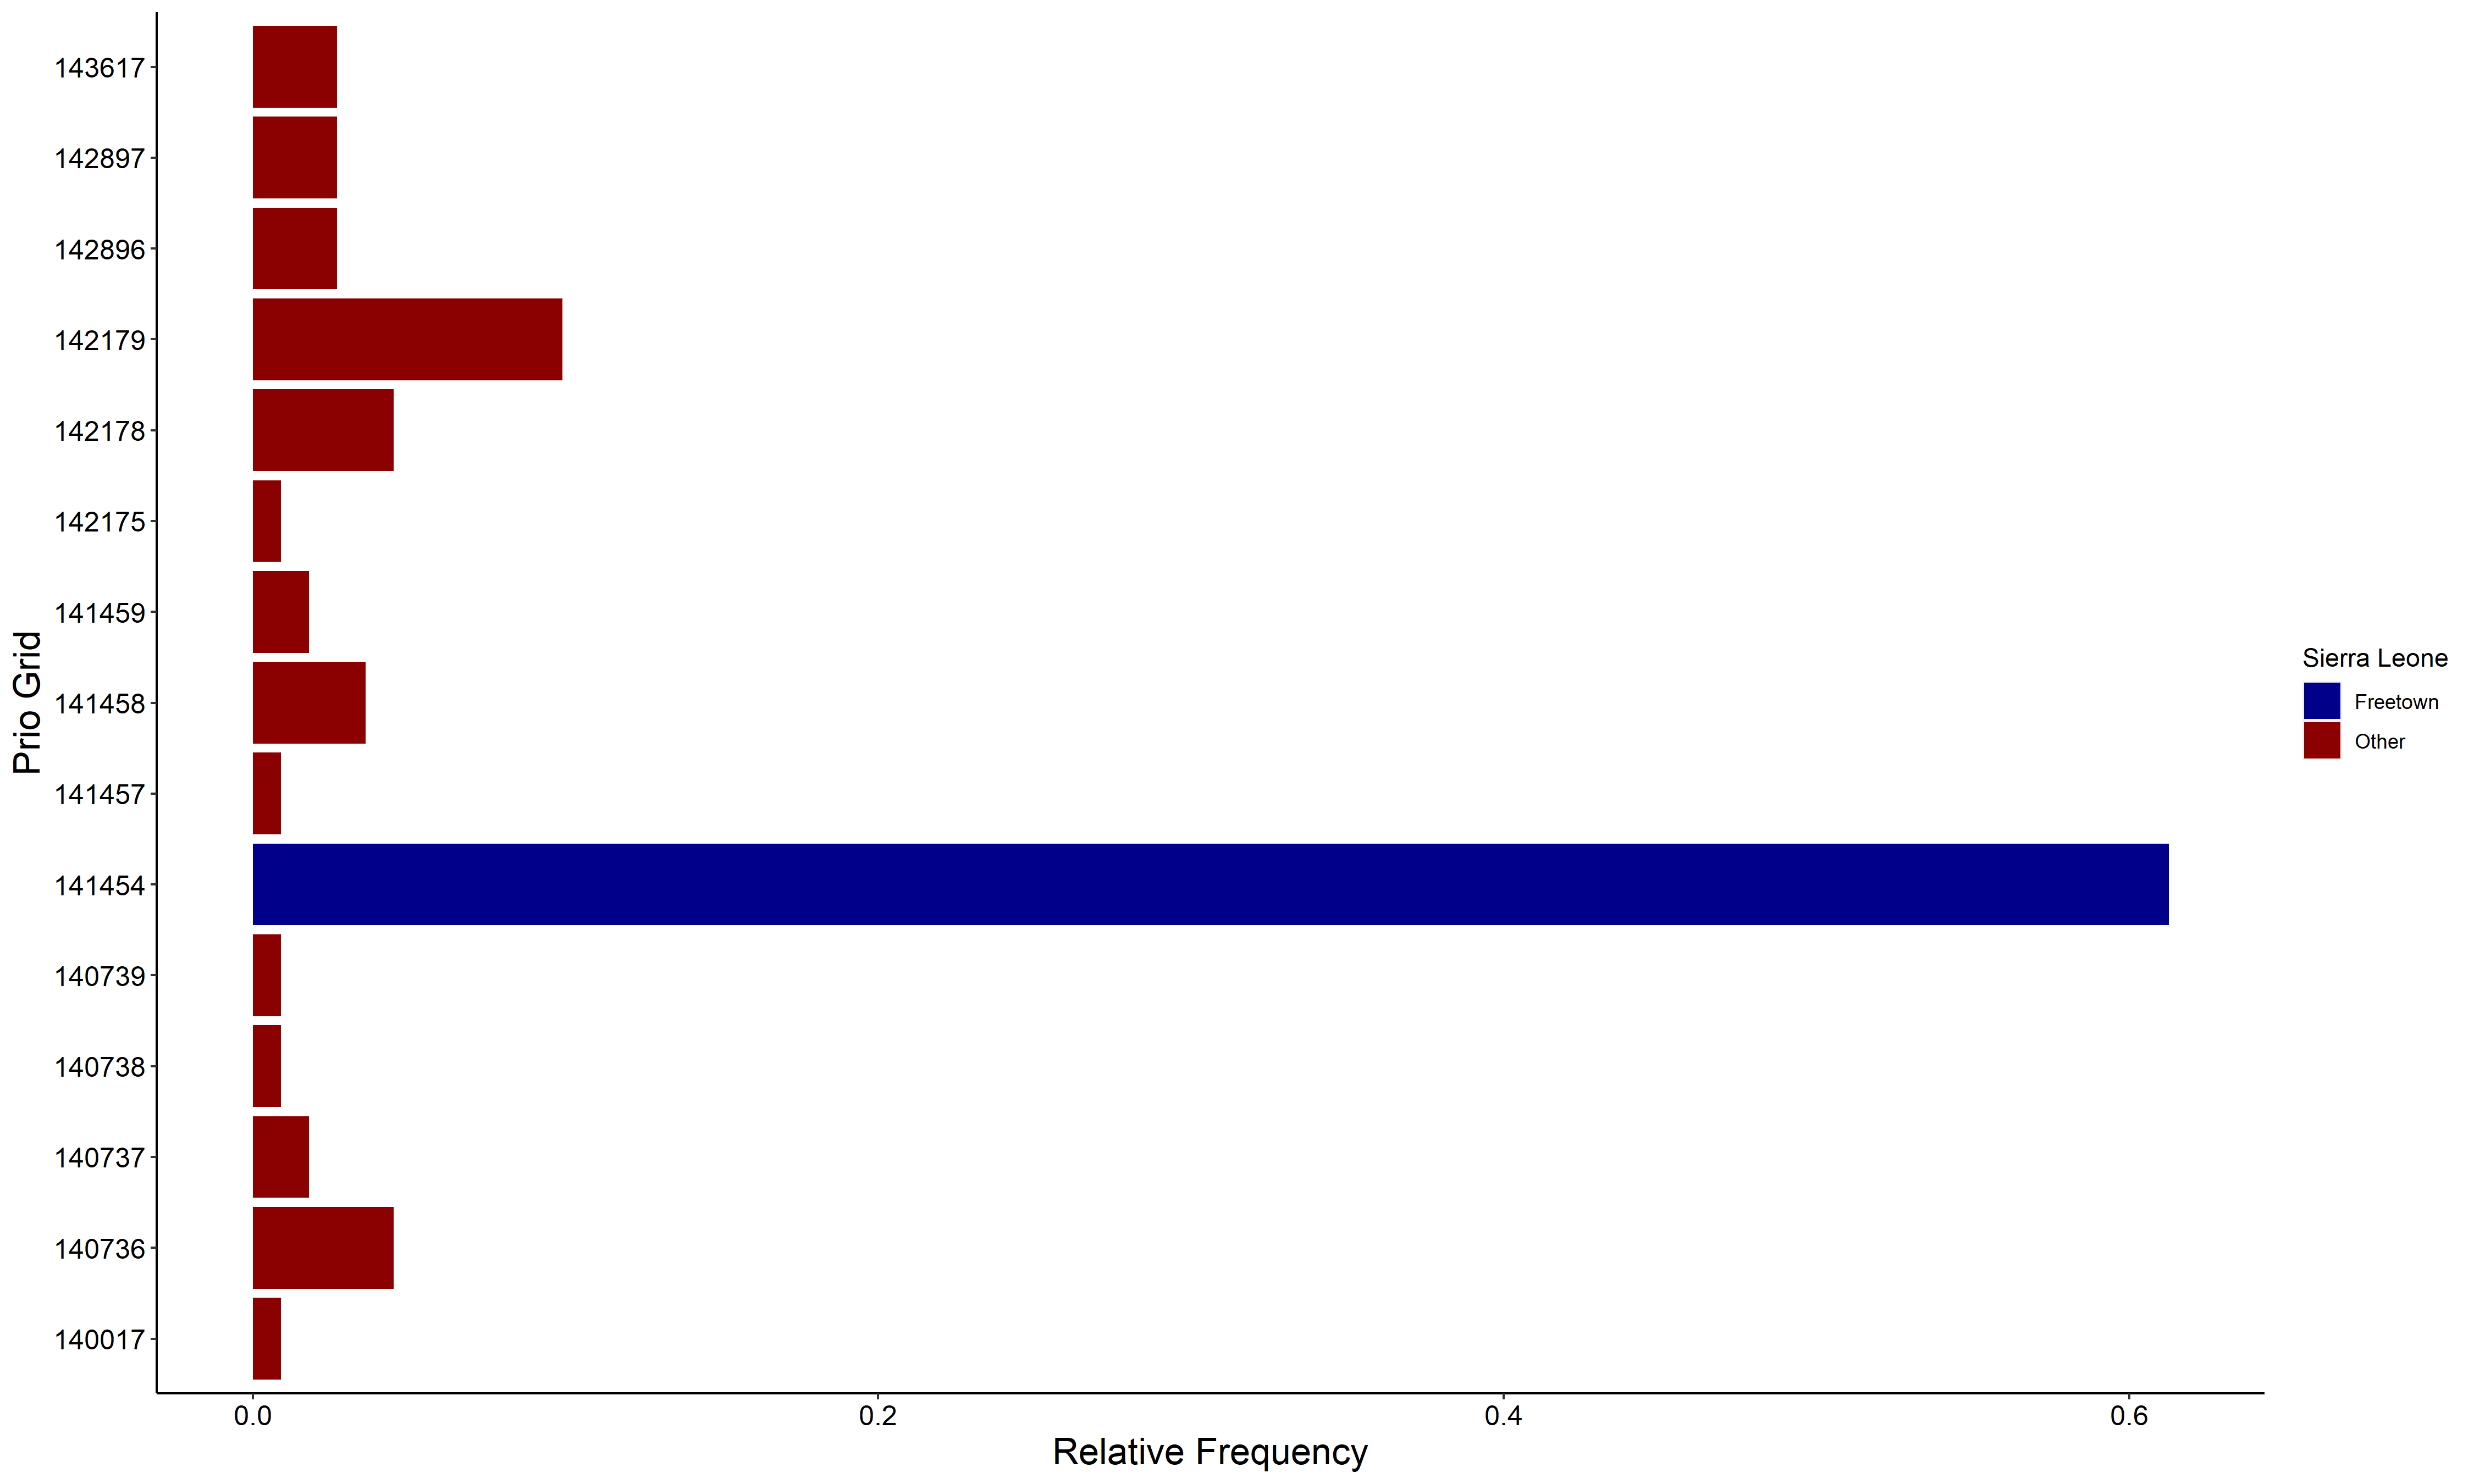 Prio Grid
143617
142897
142896
142179
142178
142175
141459
141458
141457
141454
140739
140738
140737
140736
140017
0.0 0.2 0.4 0.6
Relative Frequency
Sierra Leone
Freetown
Other